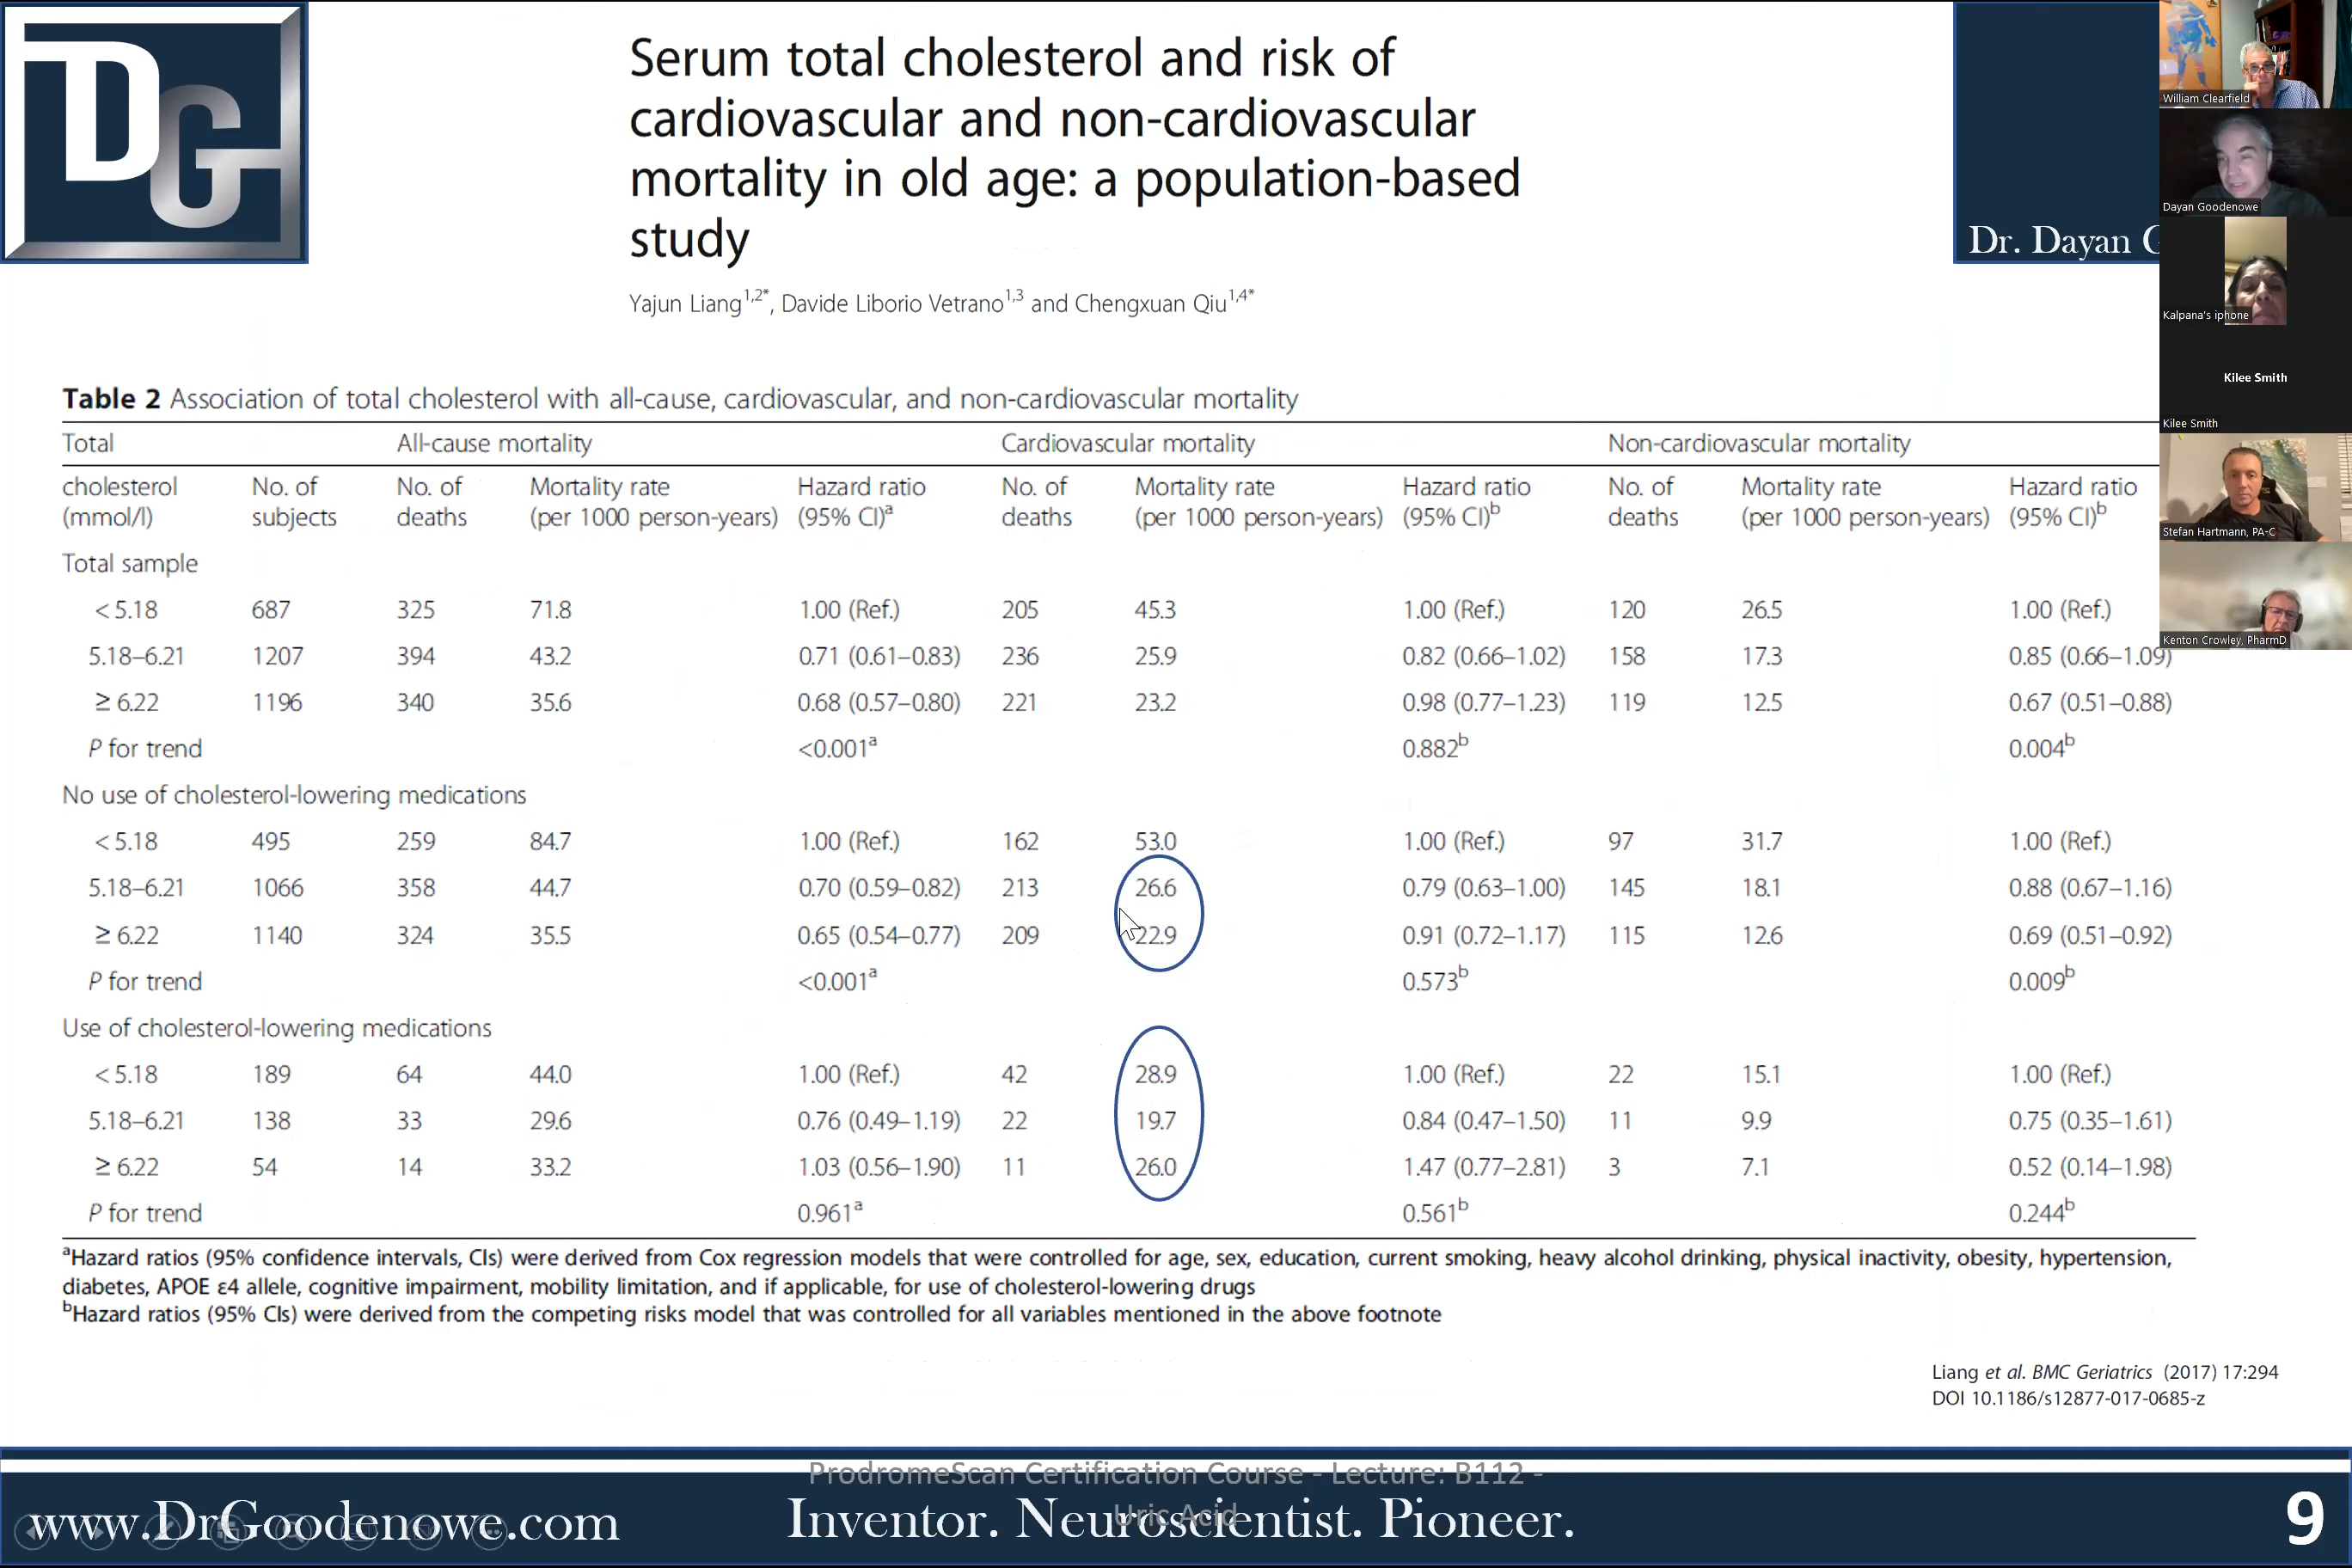 DG
Serum total cholesterol and risk of
cardiovascular and non-cardiovascular
mortality in old age: a population-based
study
Yajun Liang1,2*, Davide Liborio Vetrano1,3 and Chengxuan Qiu1,4*
Dr. Dayan G
William Clearfield
Dayan Goodenowe
Kalpana's iphone
Kilee Smith
Kilee Smith
Stefan Hartmann, PA-C
Kenton Crowley, PharmD
Table 2 Association of total cholesterol with all-cause, cardiovascular, and non-cardiovascular mortality
Total All-cause mortality Cardiovascular mortality Non-cardiovascular mortality
cholesterol No. of No. of Mortality rate Hazard ratio No. of Mortality rate Hazard ratio No. of Mortality rate Hazard ratio
(mmol/l) subjects deaths (per 1000 person-years) (95% CI)a deaths (per 1000 person-years) (95% CI)b deaths (per 1000 person-years) (95% CI)b
Total sample
< 5.18 687 325 71.8 1.00 (Ref.) 205 45.3 1.00 (Ref.) 120 26.5 1.00 (Ref.)
5.18–6.21 1207 394 43.2 0.71 (0.61–0.83) 236 25.9 0.82 (0.66–1.02) 158 17.3 0.85 (0.66–1.09)
≥ 6.22 1196 340 35.6 0.68 (0.57–0.80) 221 23.2 0.98 (0.77–1.23) 119 12.5 0.67 (0.51–0.88)
P for trend <0.001a 0.882b 0.004b
No use of cholesterol-lowering medications
< 5.18 495 259 84.7 1.00 (Ref.) 162 53.0 1.00 (Ref.) 97 31.7 1.00 (Ref.)
5.18–6.21 1066 358 44.7 0.70 (0.59–0.82) 213 26.6 0.79 (0.63–1.00) 145 18.1 0.88 (0.67–1.16)
≥ 6.22 1140 324 35.5 0.65 (0.54–0.77) 209 22.9 0.91 (0.72–1.17) 115 12.6 0.69 (0.51–0.92)
P for trend <0.001a 0.573b 0.009b
Use of cholesterol-lowering medications
< 5.18 189 64 44.0 1.00 (Ref.) 42 28.9 1.00 (Ref.) 22 15.1 1.00 (Ref.)
5.18–6.21 138 33 29.6 0.76 (0.49–1.19) 22 19.7 0.84 (0.47–1.50) 11 9.9 0.75 (0.35–1.61)
≥ 6.22 54 14 33.2 1.03 (0.56–1.90) 11 26.0 1.47 (0.77–2.81) 3 7.1 0.52 (0.14–1.98)
P for trend 0.961a 0.561b 0.244b
aHazard ratios (95% confidence intervals, CIs) were derived from Cox regression models that were controlled for age, sex, education, current smoking, heavy alcohol drinking, physical inactivity, obesity, hypertension,
diabetes, APOE ε4 allele, cognitive impairment, mobility limitation, and if applicable, for use of cholesterol-lowering drugs
bHazard ratios (95% CIs) were derived from the competing risks model that was controlled for all variables mentioned in the above footnote
Liang et al. BMC Geriatrics (2017) 17:294
DOI 10.1186/s12877-017-0685-z
ProdromeScan Certification Course - Lecture: B112 -
Uric Acid
www.DrGoodenowe.com Inventor. Neuroscientist. Pioneer. 9